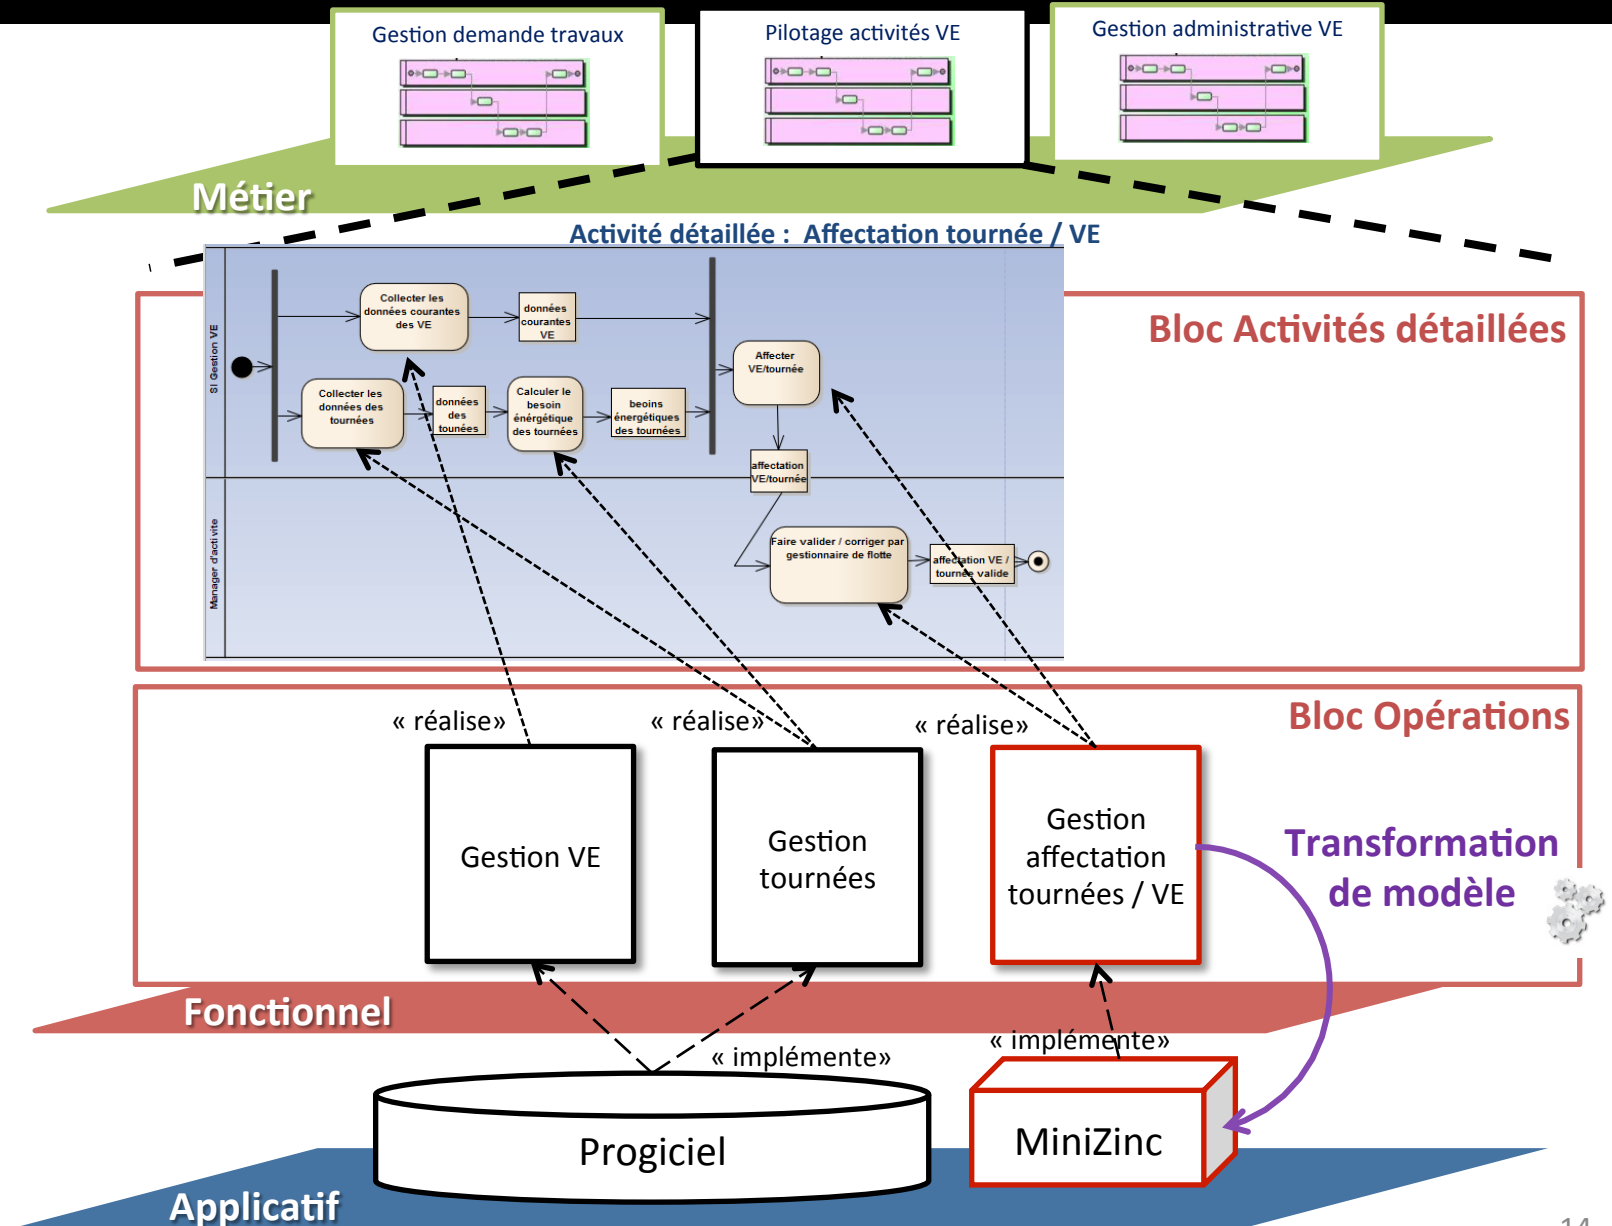 Gestion demande travaux
Pilotage activités VE
Gestion administrative VE
Métier
Activité détaillée : Affectation tournée / VE
Bloc Activités détaillées
SI Gestion VE
Collecter les
données courantes
des VE
données
courantes
VE
Affecter
VE/tournée
Collecter les
données des
tournées
données
des
tounées
Calculer le
besoin
énérgétique
des tournées
beoins
énergétiques
des tournées
affectation
VE/tournée
Manager d'activite
Faire valider / corriger par
gestionnaire de flotte
affectation VE /
tournée valide
Bloc Opérations
« réalise»
« réalise»
« réalise»
Gestion VE
Gestion
tournées
Gestion
affectation
tournées / VE
Transformation
de modèle
Fonctionnel
« implémente»
« implémente»
Progiciel
MiniZinc
Applicatif
14